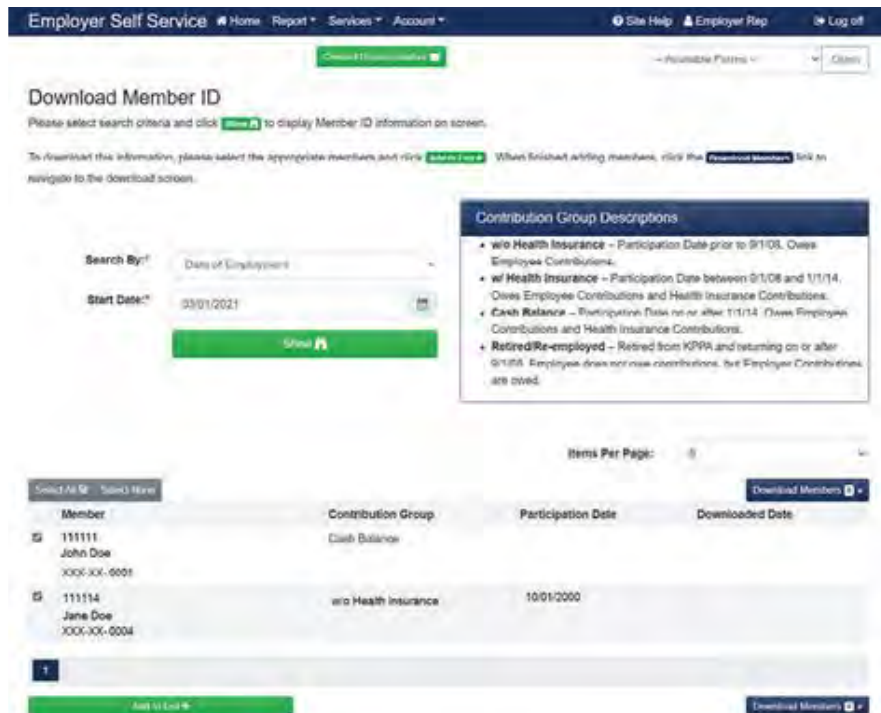 Employer Self Service Home Report Services Account Site Help Employer Rep Log off
-- Available Forms -- Open
Download Member ID
Please select search criteria and click Show to display Member ID information on screen.
To download this information, please select the appropriate members and click Add to List. When finished adding members, click the Download Members link to
navigate to the download screen.
Contribution Group Descriptions
w/o Health Insurance – Participation Date prior to 9/1/08. Owes
Employee Contributions.
w/ Health Insurance – Participation Date between 9/1/08 and 1/1/14.
Owes Employee Contributions and Health Insurance Contributions.
Cash Balance – Participation Date on or after 1/1/14. Owes Employee
Contributions and Health Insurance Contributions.
Retired/Re-employed – Retired from KPPA and returning on or after
9/1/08. Employee does not owe contributions, but Employer Contributions
are owed.
Search By:* Date of Employment
Start Date:* 03/01/2021
Show
Items Per Page:
Select All Select None Download Members
Member Contribution Group Participation Date Downloaded Date
111111 Cash Balance
John Doe
XXX-XX-0001
111114 w/o Health Insurance 10/01/2000
Jane Doe
XXX-XX-0004
1
Add to List Download Members